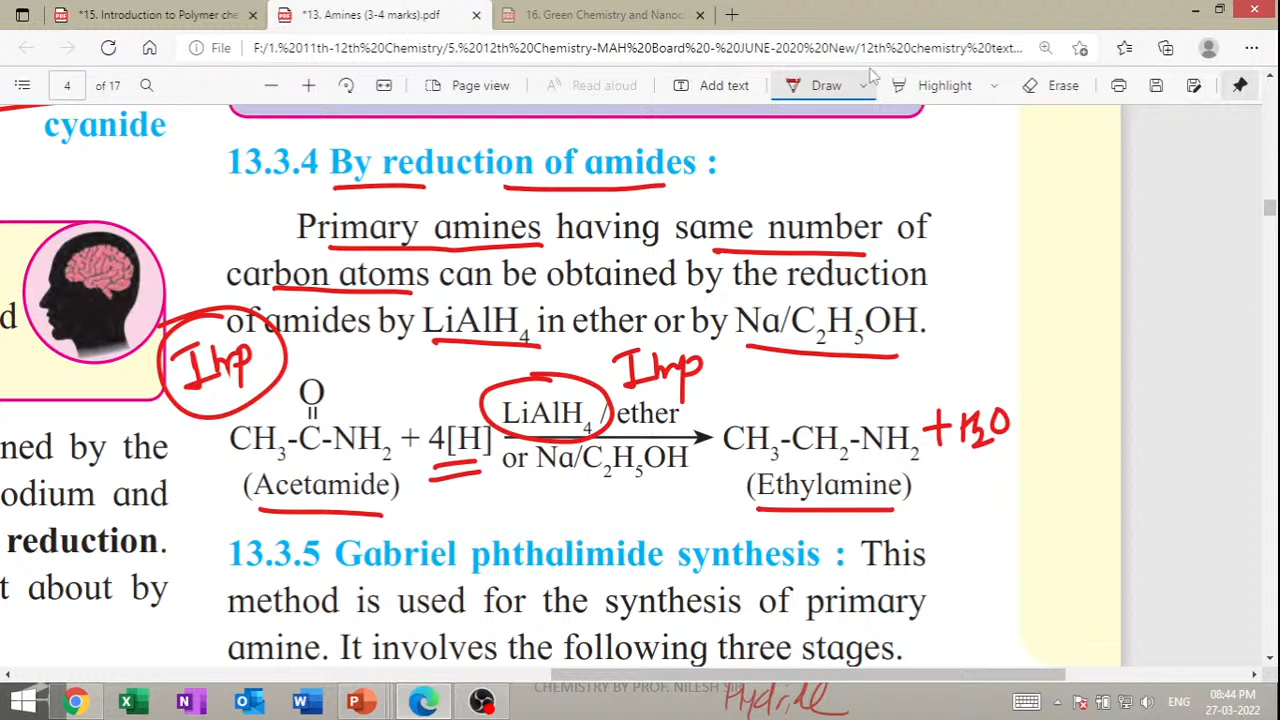 *15. Introduction to Polymer che
*13. Amines (3-4 marks).pdf
16. Green Chemistry and Nanoc
File
F:/1.%2011th-12th%20Chemistry/5.%2012th%20Chemistry-MAH%20Board%20-%20JUNE-2020%20New/12th%20chemistry%20text...
4 of 17
Page view
Read aloud
Add text
Draw
Highlight
Erase
cyanide
d
ned by the
odium and
reduction.
t about by
13.3.4 By reduction of amides :
Primary amines having same number of
carbon atoms can be obtained by the reduction
of amides by LiAlH4 in ether or by Na/C2H5OH.
Imp
Imp
O
CH3-C-NH2 + 4[H] LiAlH4 / ether CH3-CH2-NH2 + H2O
or Na/C2H5OH
(Acetamide) (Ethylamine)
13.3.5 Gabriel phthalimide synthesis : This
method is used for the synthesis of primary
amine. It involves the following three stages.
CHEMISTRY BY PROF. NILESH SIR
Hydride
ENG
08:44 PM
27-03-2022